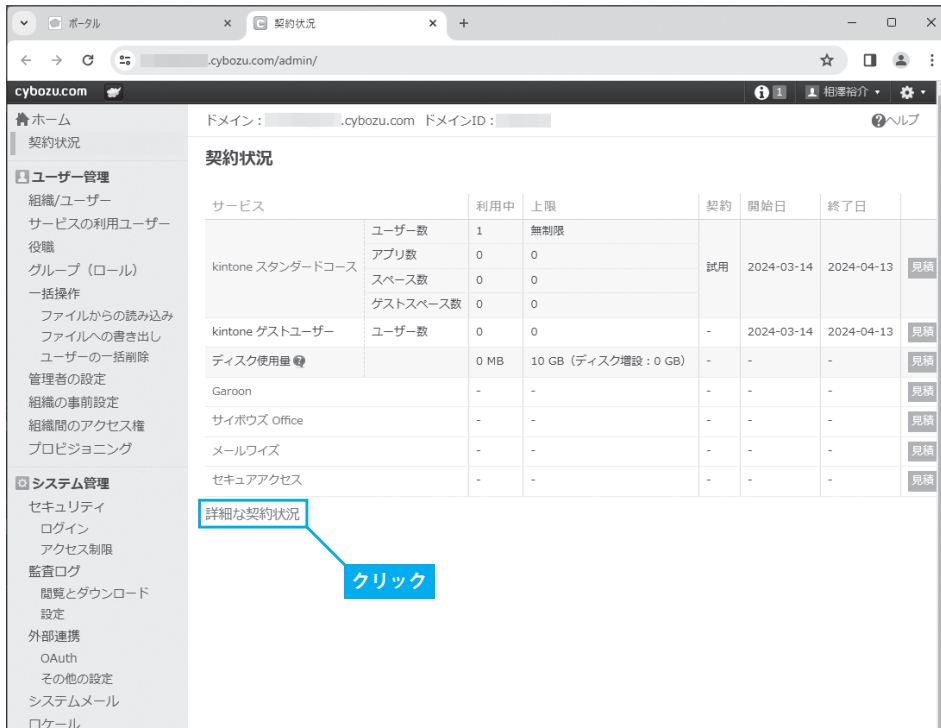 ポータル
契約状況
.cybozu.com/admin/
cybozu.com
1 相澤裕介
ホーム
契約状況
ユーザー管理
組織/ユーザー
サービスの利用ユーザー
役職
グループ（ロール）
一括操作
ファイルからの読み込み
ファイルへの書き出し
ユーザーの一括削除
管理者の設定
組織の事前設定
組織間のアクセス権
プロビジョニング
システム管理
セキュリティ
ログイン
アクセス制限
監査ログ
閲覧とダウンロード
設定
外部連携
OAuth
その他の設定
システムメール
ロケール
ドメイン： .cybozu.com ドメインID：
ヘルプ
契約状況
サービス 利用中 上限 契約 開始日 終了日
kintone スタンダードコース ユーザー数 1 無制限 試用 2024-03-14 2024-04-13 見積
アプリ数 0 0
スペース数 0 0
ゲストスペース数 0 0
kintone ゲストユーザー ユーザー数 0 0 - 2024-03-14 2024-04-13 見積
ディスク使用量 0 MB 10 GB（ディスク増設：0 GB） - - - 見積
Garoon - - - - - 見積
サイボウズ Office - - - - - 見積
メールワイズ - - - - - 見積
セキュアアクセス - - - - - 見積
詳細な契約状況
クリック